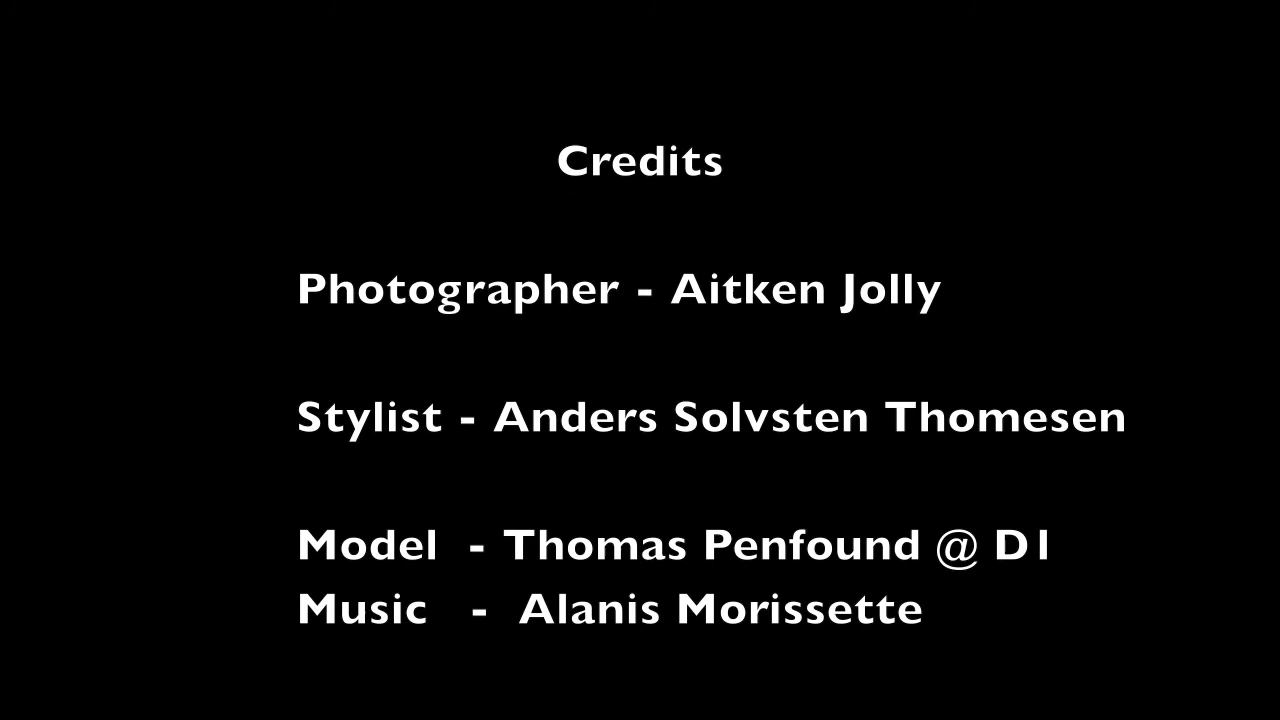 Credits
Photographer - Aitken Jolly
Stylist - Anders Solvsten Thomesen
Model - Thomas Penfound @ D1
Music - Alanis Morissette